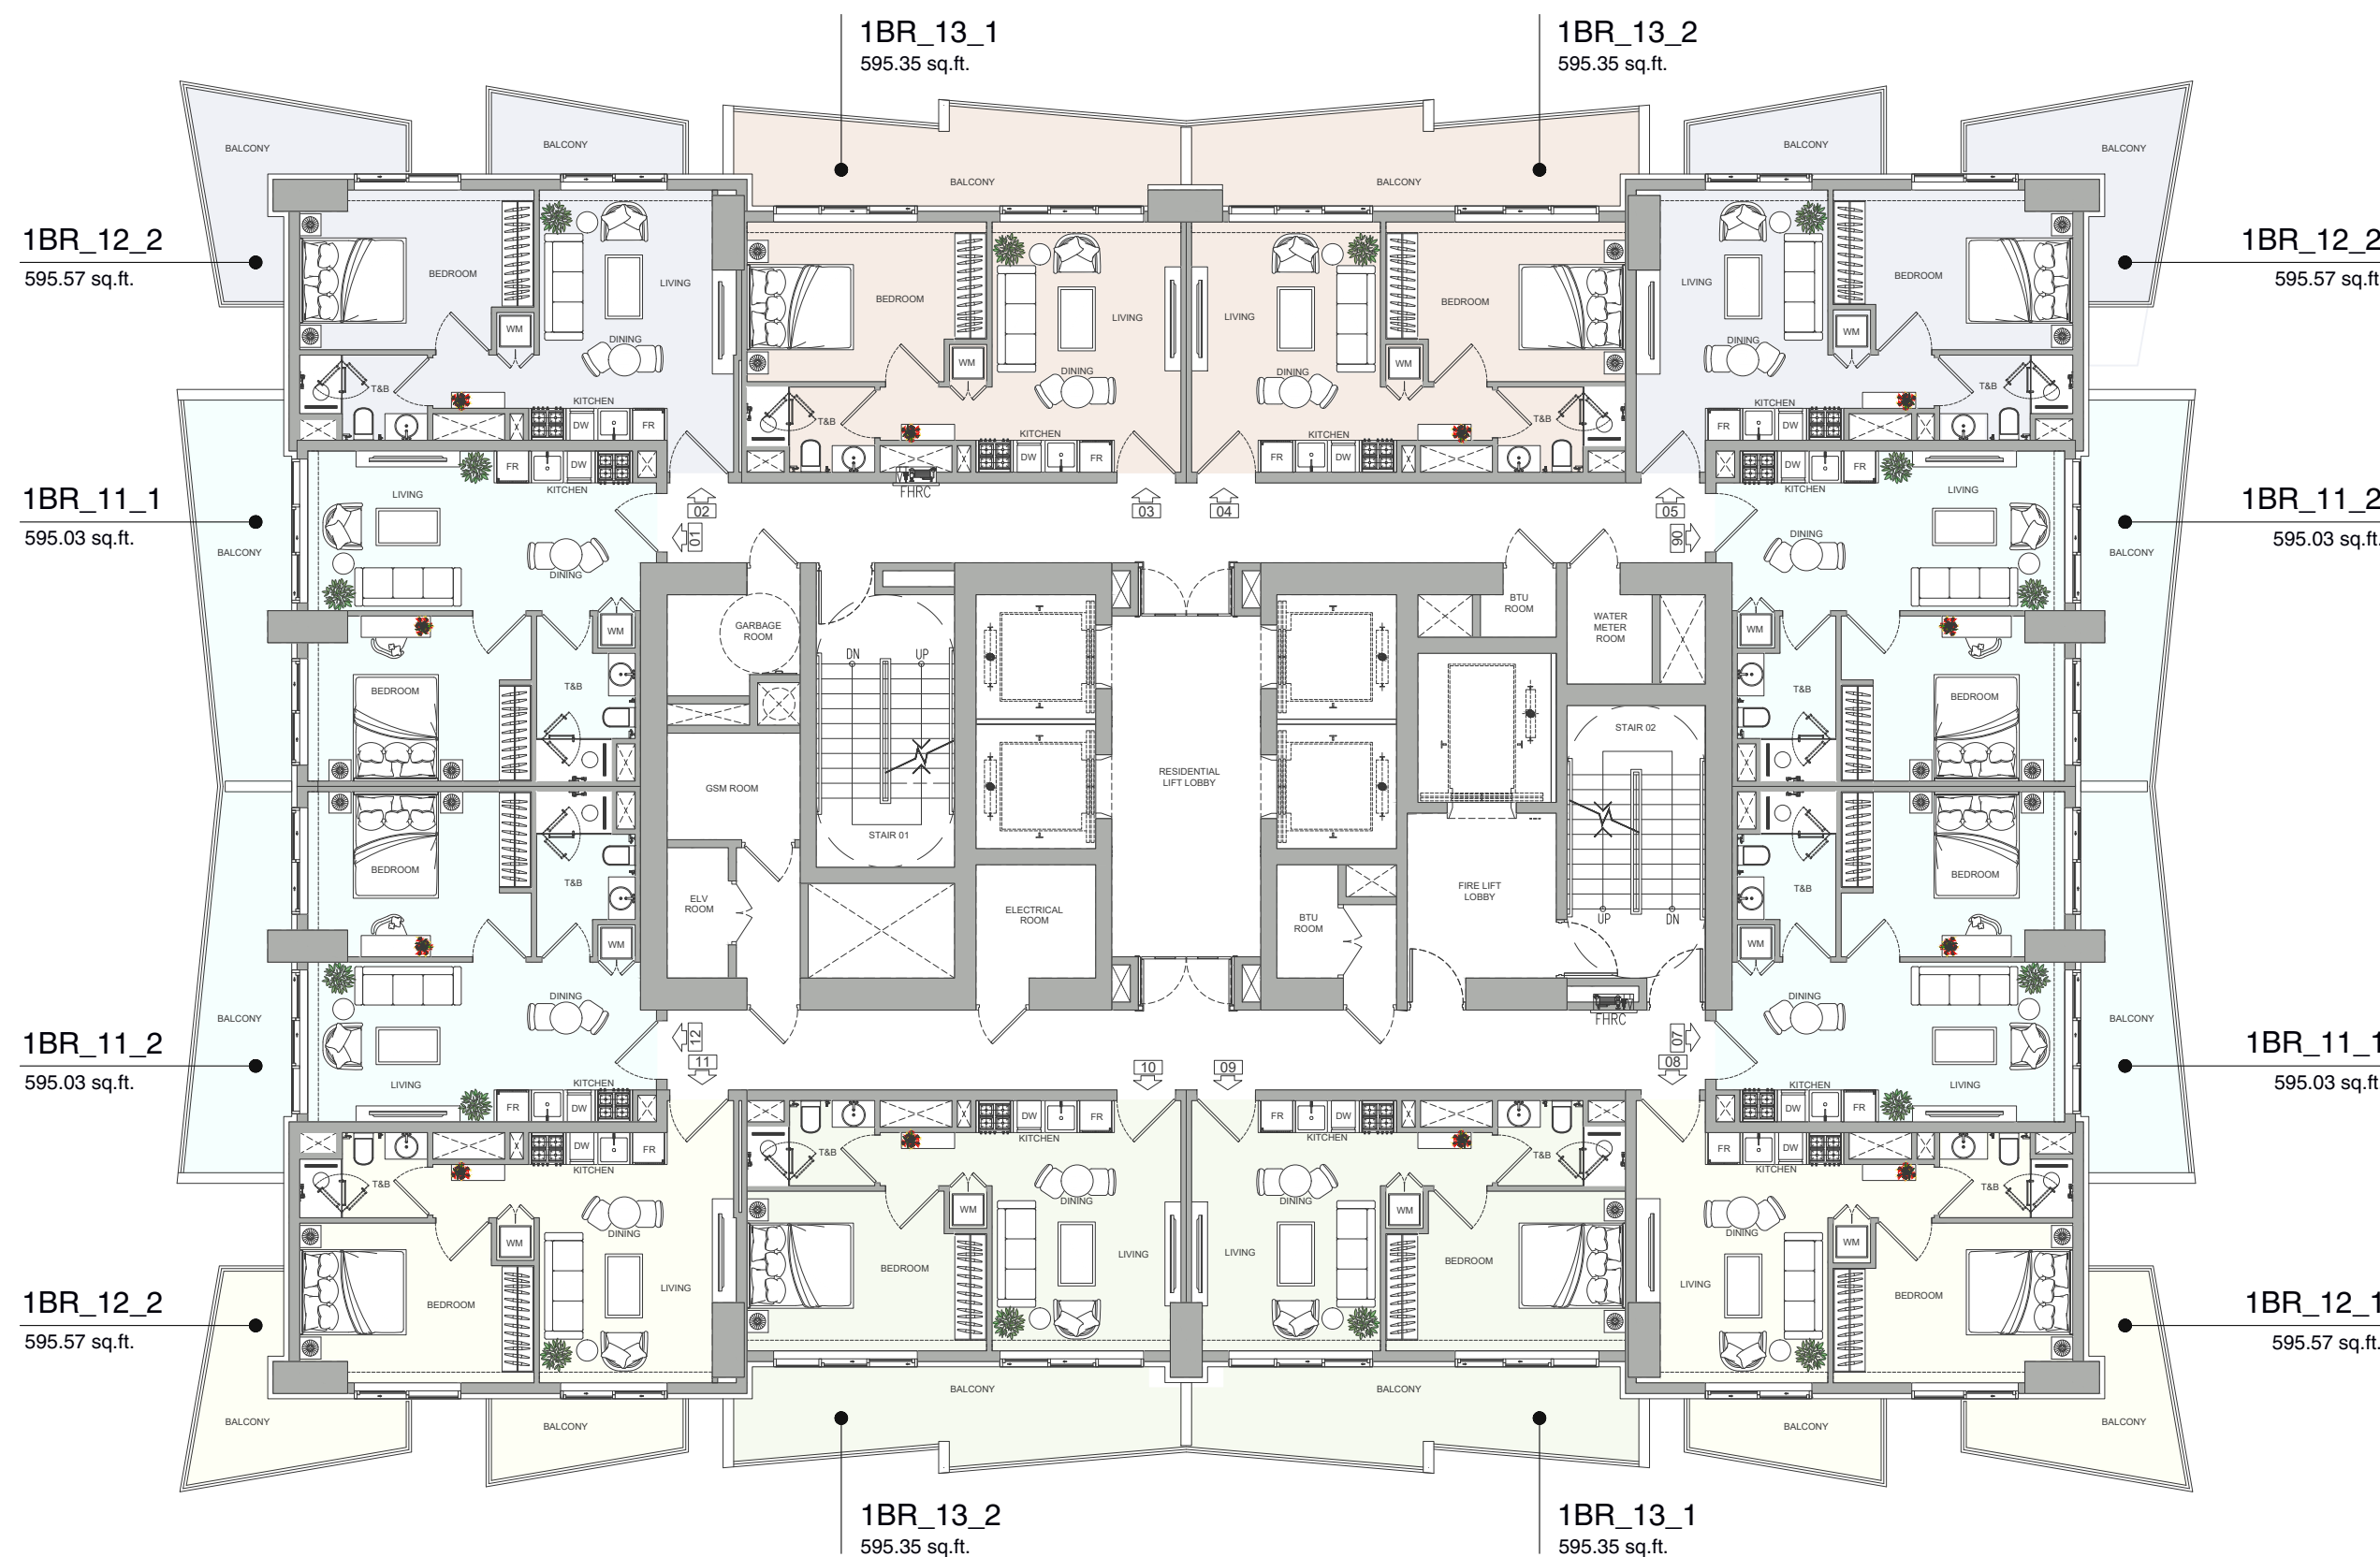 1BR_13_1
595.35 sq.ft.
1BR_13_2
595.35 sq.ft.
BALCONY
BALCONY
BALCONY
BALCONY
BALCONY
BALCONY
1BR_12_2
595.57 sq.ft.
1BR_12_2
595.57 sq.ft
BEDROOM
LIVING
WM
DINING
T&B
KITCHEN
DW
FR
BEDROOM
LIVING
WM
DINING
T&B
KITCHEN
DW
FR
LIVING
BEDROOM
WM
DINING
T&B
KITCHEN
FR
DW
LIVING
BEDROOM
WM
DINING
T&B
KITCHEN
FR
DW
FHRC
1BR_11_1
595.03 sq.ft.
1BR_11_2
595.03 sq.ft.
BALCONY
LIVING
FR
DW
KITCHEN
DINING
WM
BEDROOM
T&B
02
01
03
04
05
06
KITCHEN
DW
FR
LIVING
DINING
BALCONY
WM
T&B
BEDROOM
GARBAGE
ROOM
DN
UP
BTU
ROOM
WATER
METER
ROOM
STAIR 02
GSM ROOM
STAIR 01
RESIDENTIAL
LIFT LOBBY
ELV
ROOM
ELECTRICAL
ROOM
BTU
ROOM
FIRE LIFT
LOBBY
UP
DN
FHRC
BEDROOM
T&B
WM
DINING
BALCONY
LIVING
KITCHEN
FR
DW
T&B
BEDROOM
WM
DINING
BALCONY
KITCHEN
LIVING
DW
FR
1BR_11_2
595.03 sq.ft.
1BR_11_1
595.03 sq.ft
12
11
10
09
08
07
DW
FR
KITCHEN
T&B
DINING
WM
LIVING
BEDROOM
DW
FR
KITCHEN
T&B
DINING
WM
LIVING
BEDROOM
FR
DW
KITCHEN
T&B
DINING
WM
LIVING
BEDROOM
FR
DW
KITCHEN
T&B
DINING
WM
LIVING
BEDROOM
1BR_12_2
595.57 sq.ft.
1BR_12_1
595.57 sq.ft.
BALCONY
BALCONY
BALCONY
BALCONY
BALCONY
BALCONY
1BR_13_2
595.35 sq.ft.
1BR_13_1
595.35 sq.ft.